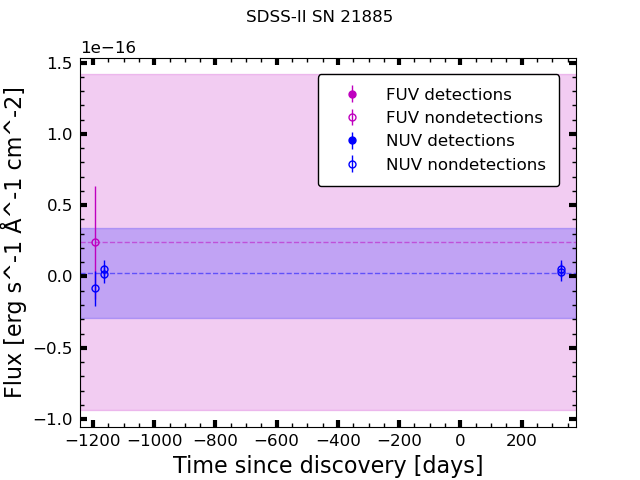 SDSS-II SN 21885
1e−16
1.5
1.0
0.5
0.0
−0.5
−1.0
Flux [erg s^-1 Å^-1 cm^-2]
FUV detections
FUV nondetections
NUV detections
NUV nondetections
−1200 −1000 −800 −600 −400 −200 0 200
Time since discovery [days]